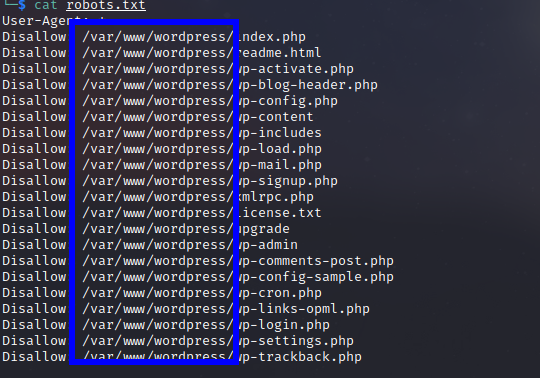 $ cat robots.txt
User-Agent
Disallow /var/www/wordpress/index.php
Disallow /var/www/wordpress/readme.html
Disallow /var/www/wordpress/wp-activate.php
Disallow /var/www/wordpress/wp-blog-header.php
Disallow /var/www/wordpress/wp-config.php
Disallow /var/www/wordpress/wp-content
Disallow /var/www/wordpress/wp-includes
Disallow /var/www/wordpress/wp-load.php
Disallow /var/www/wordpress/wp-mail.php
Disallow /var/www/wordpress/wp-signup.php
Disallow /var/www/wordpress/xmlrpc.php
Disallow /var/www/wordpress/license.txt
Disallow /var/www/wordpress/upgrade
Disallow /var/www/wordpress/wp-admin
Disallow /var/www/wordpress/wp-comments-post.php
Disallow /var/www/wordpress/wp-config-sample.php
Disallow /var/www/wordpress/wp-cron.php
Disallow /var/www/wordpress/wp-links-opml.php
Disallow /var/www/wordpress/wp-login.php
Disallow /var/www/wordpress/wp-settings.php
Disallow /var/www/wordpress/wp-trackback.php